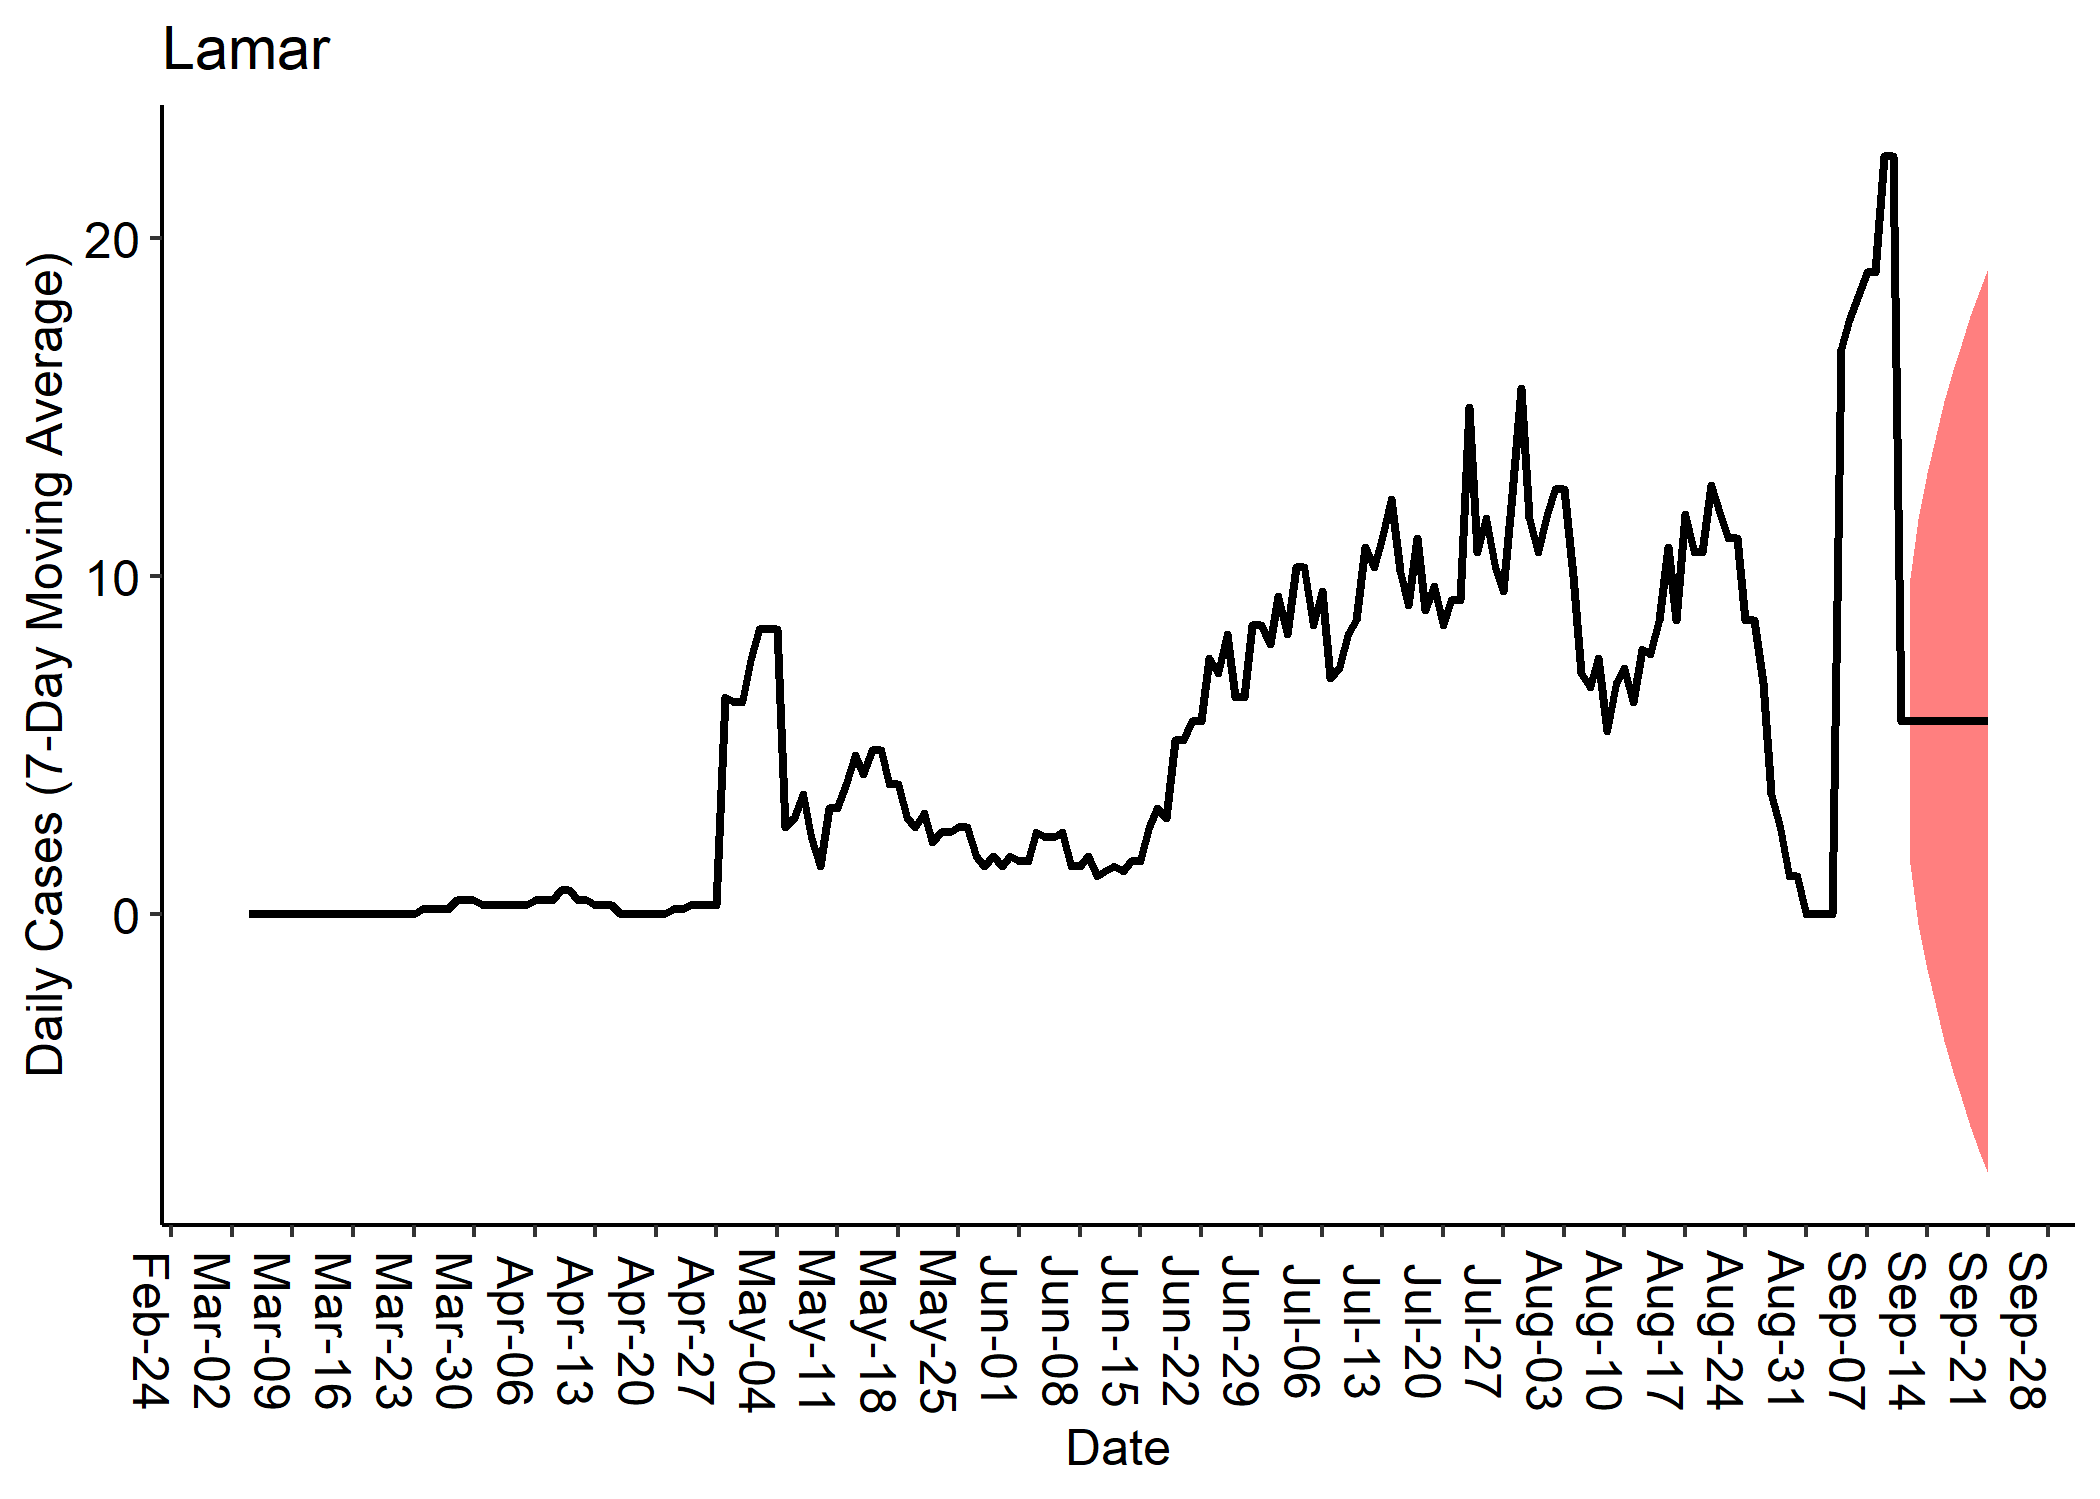 Lamar
Daily Cases (7-Day Moving Average)
20
10
0
Feb-24
Mar-02
Mar-09
Mar-16
Mar-23
Mar-30
Apr-06
Apr-13
Apr-20
Apr-27
May-04
May-11
May-18
May-25
Jun-01
Jun-08
Jun-15
Jun-22
Jun-29
Jul-06
Jul-13
Jul-20
Jul-27
Aug-03
Aug-10
Aug-17
Aug-24
Aug-31
Sep-07
Sep-14
Sep-21
Sep-28
Date